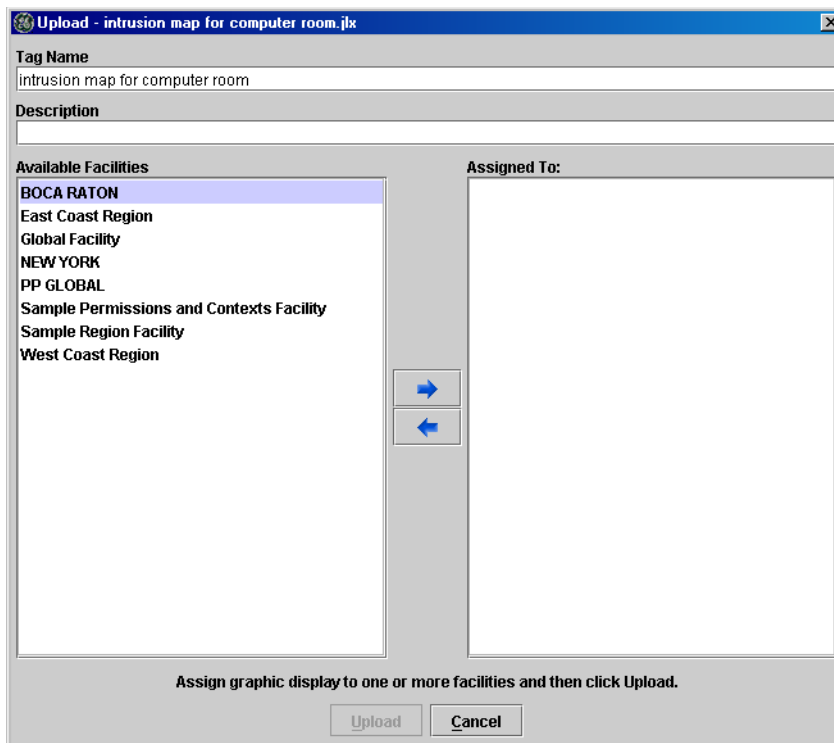 Upload - intrusion map for computer room.jlx
Tag Name
intrusion map for computer room
Description
Available Facilities
Assigned To:
BOCA RATON
East Coast Region
Global Facility
NEW YORK
PP GLOBAL
Sample Permissions and Contexts Facility
Sample Region Facility
West Coast Region
Assign graphic display to one or more facilities and then click Upload.
Upload
Cancel